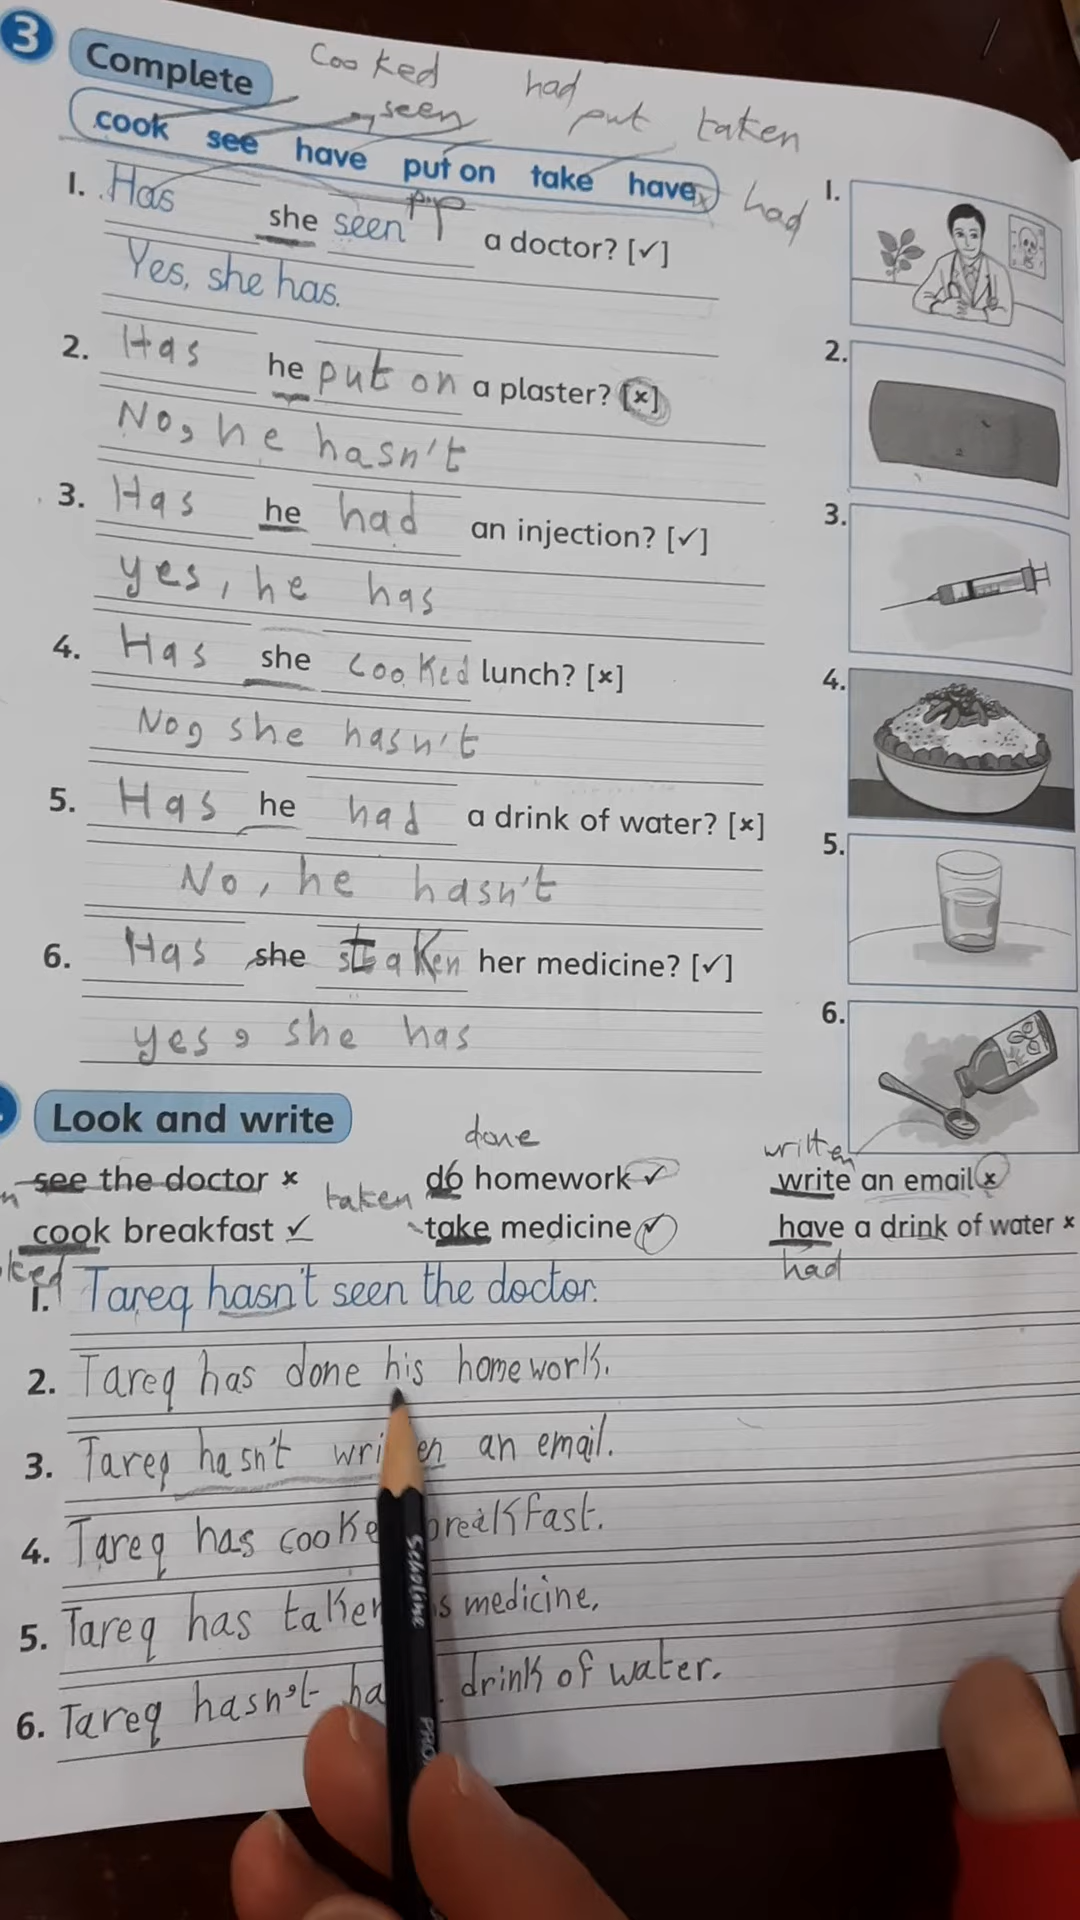 3 Complete
Cooked had
seen put taken
cook see have put on take have had
1. Has she seen a doctor? [✓] pp
Yes, she has.
2. Has he put on a plaster? [×]
No, he hasn't
3. Has he had an injection? [✓]
yes, he has
4. Has she cooked lunch? [×]
No, she hasn't
5. Has he had a drink of water? [×]
No, he hasn't
6. Has she taken her medicine? [✓]
yes, she has
1.
2.
3.
4.
5.
6.
Look and write
done written
see the doctor × do homework ✓ write an email ×
taken
cook breakfast ✓ take medicine ✓ have a drink of water ×
had
1. Tareq hasn't seen the doctor.
2. Tareq has done his homework.
3. Tareq hasn't an email.
4. Tareq has breakfast.
5. Tareq has medicine.
6. Tareq hasn't drink of water.
Scholine